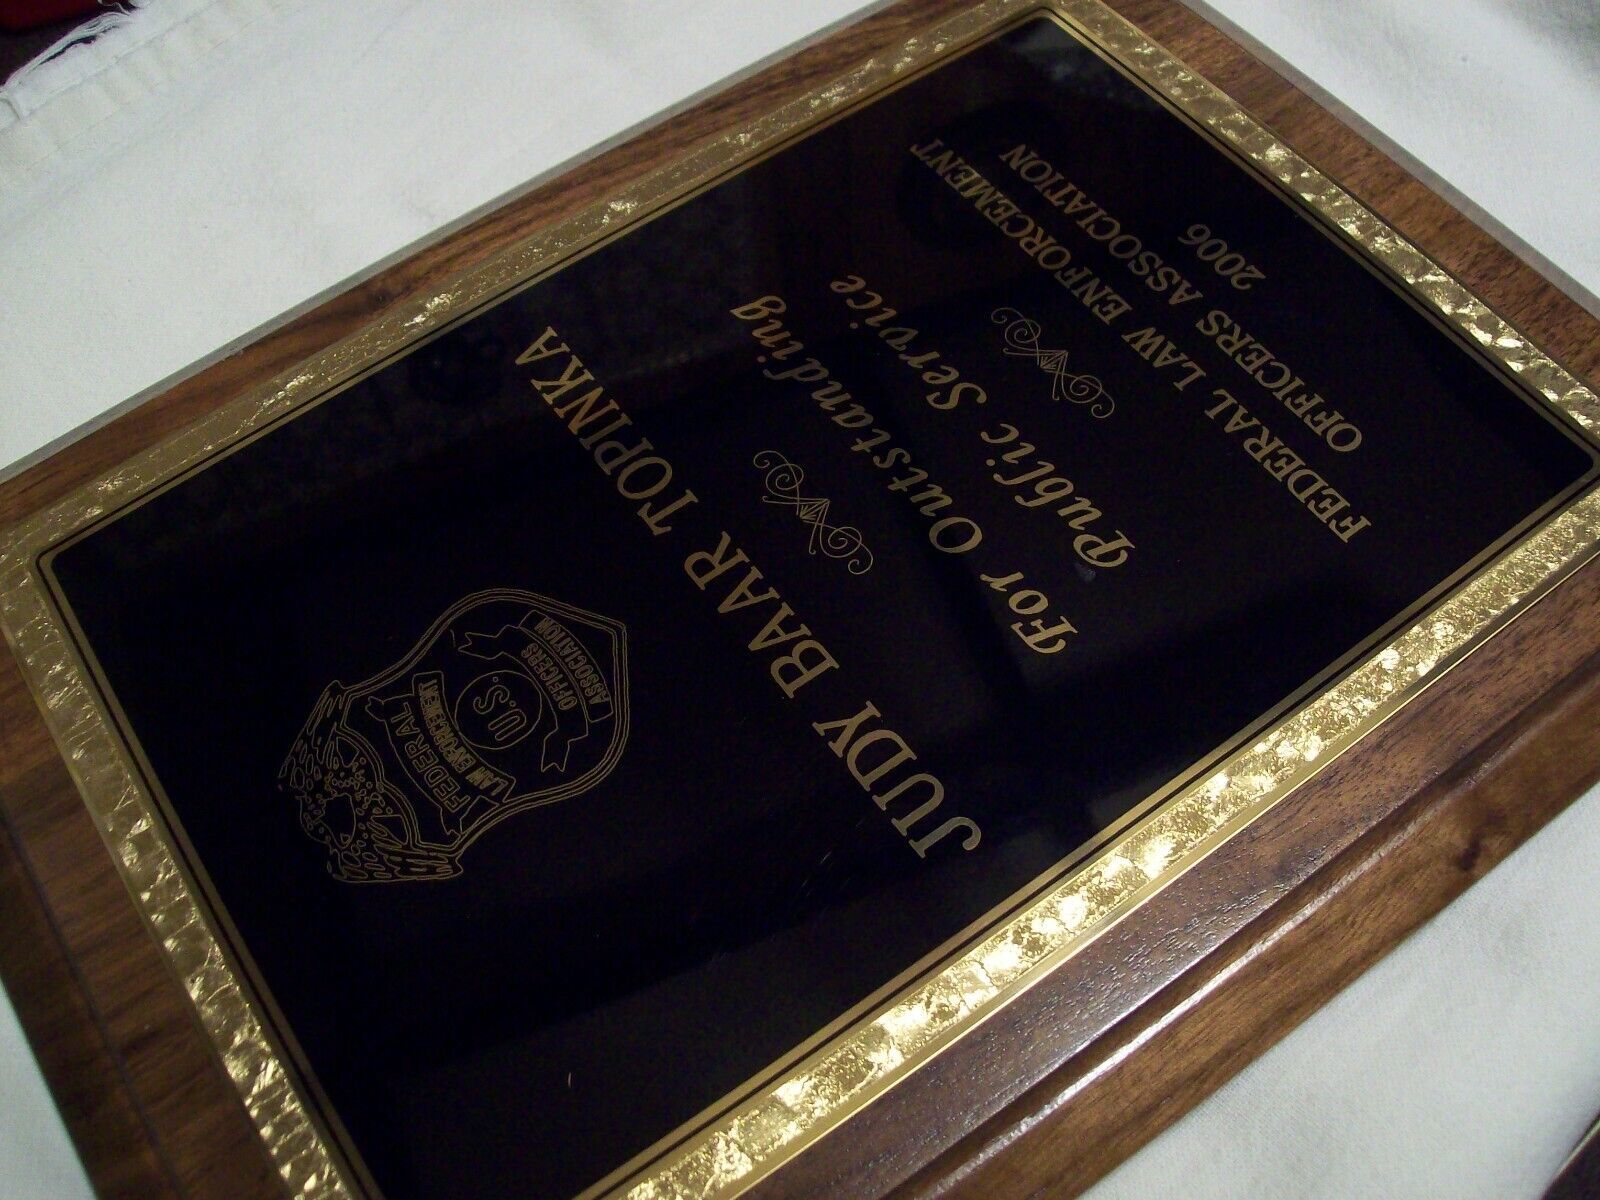 FEDERAL
LAW ENFORCEMENT
U.S.
OFFICERS
ASSOCIATION
JUDY BAAR TOPINKA
For Outstanding
Public Service
FEDERAL LAW ENFORCEMENT
OFFICERS ASSOCIATION
2006